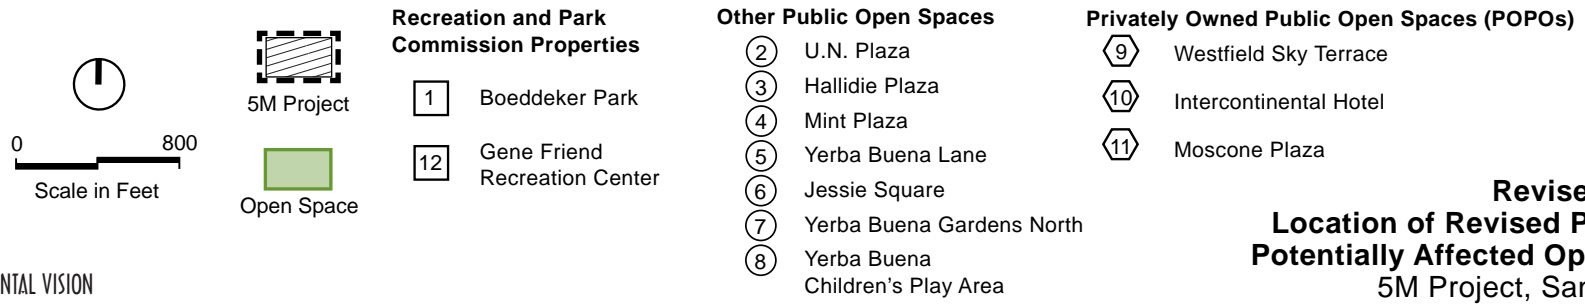 0 800
Scale in Feet
5M Project
Open Space
Recreation and Park
Commission Properties
1 Boeddeker Park
12 Gene Friend
Recreation Center
Other Public Open Spaces
2 U.N. Plaza
3 Hallidie Plaza
4 Mint Plaza
5 Yerba Buena Lane
6 Jessie Square
7 Yerba Buena Gardens North
8 Yerba Buena
Children's Play Area
Privately Owned Public Open Spaces (POPOs)
9 Westfield Sky Terrace
10 Intercontinental Hotel
11 Moscone Plaza
Revise
Location of Revised P
Potentially Affected Op
5M Project, San
NTAL VISION